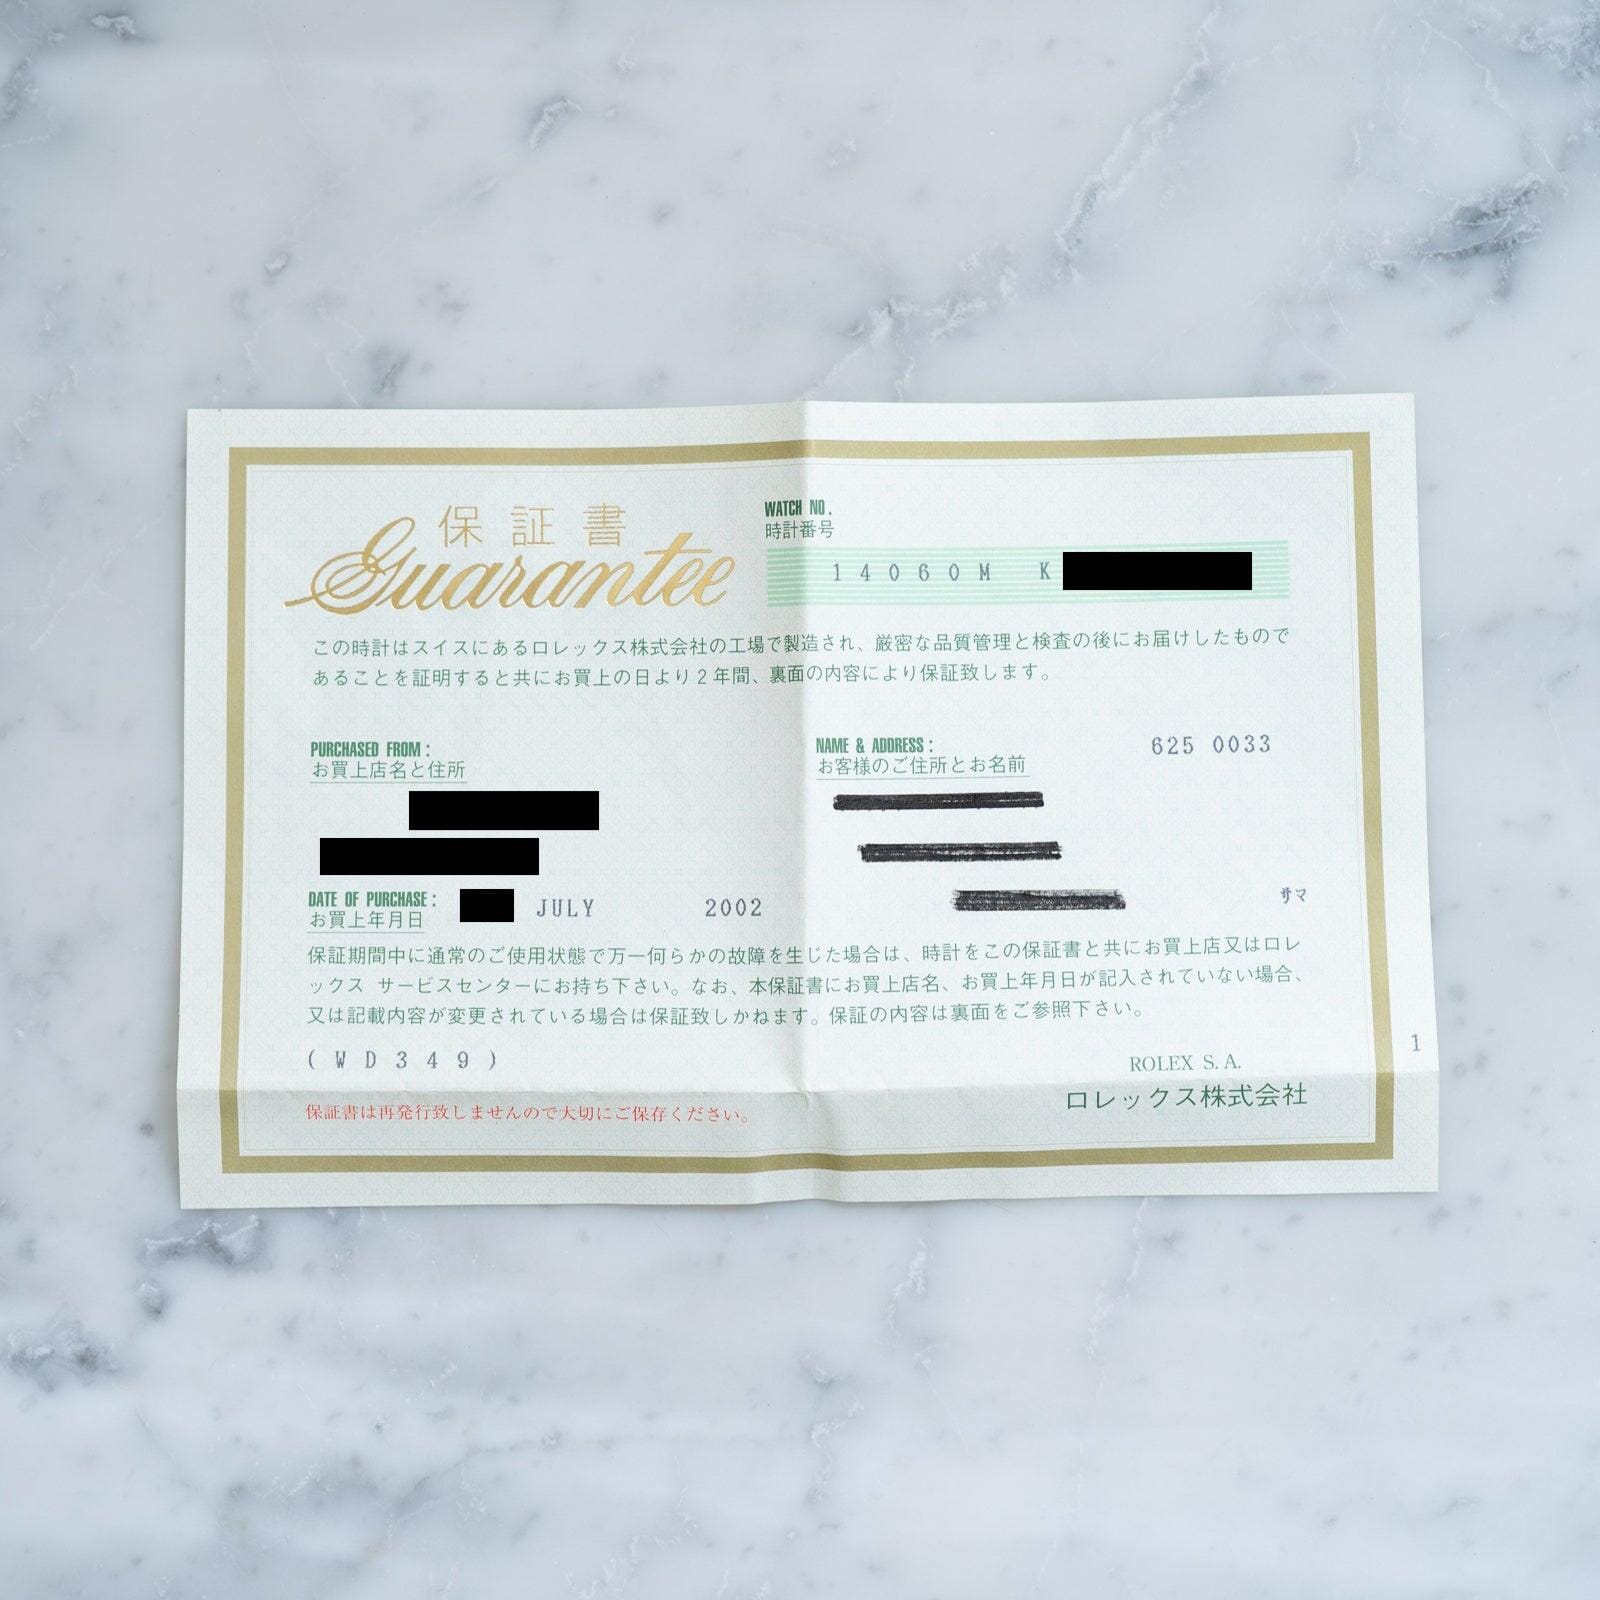 保証書
Guarantee
WATCH NO.
時計番号
14060M K
この時計はスイスにあるロレックス株式会社の工場で製造され、厳密な品質管理と検査の後にお届けしたもので
あることを証明すると共にお買上の日より2年間、裏面の内容により保証致します。
PURCHASED FROM:
お買上店名と住所
NAME & ADDRESS:
お客様のご住所とお名前
625 0033
DATE OF PURCHASE:
お買上年月日
JULY 2002
サマ
保証期間中に通常のご使用状態で万一何らかの故障を生じた場合は、時計をこの保証書と共にお買上店又はロレ
ックス サービスセンターにお持ち下さい。なお、本保証書にお買上店名、お買上年月日が記入されていない場合、
又は記載内容が変更されている場合は保証致しかねます。保証の内容は裏面をご参照下さい。
(WD349)
1
ROLEX S.A.
ロレックス株式会社
保証書は再発行致しませんので大切にご保存ください。